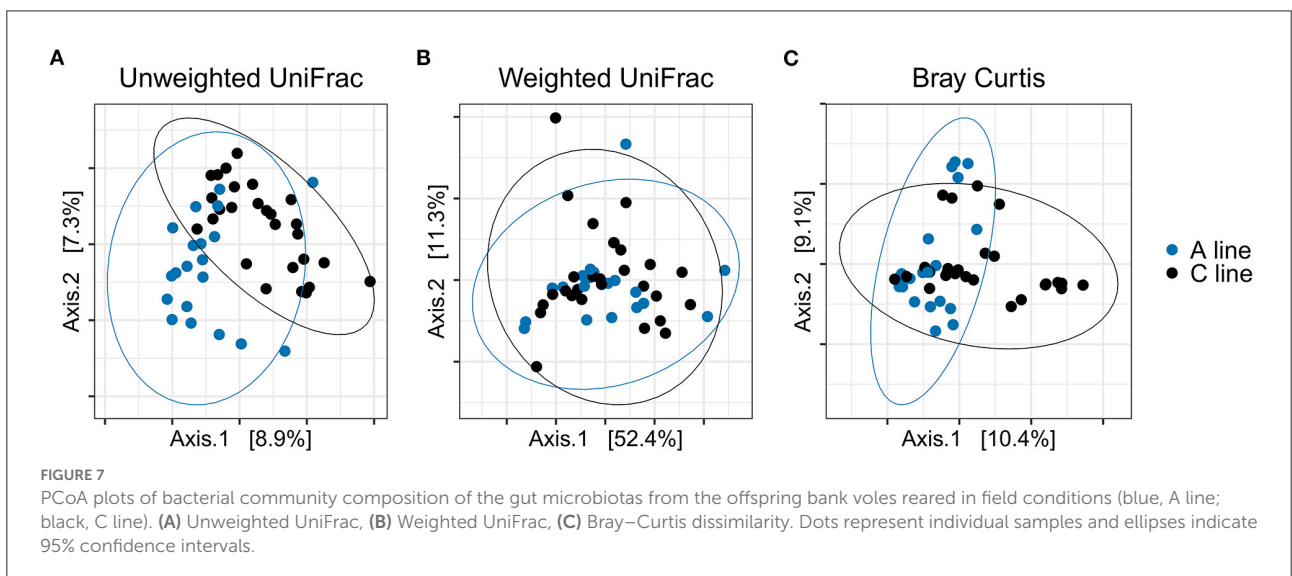 A
Unweighted UniFrac
Axis.2 [7.3%]
Axis.1 [8.9%]
B
Weighted UniFrac
Axis.2 [11.3%]
Axis.1 [52.4%]
C
Bray Curtis
Axis.2 [9.1%]
Axis.1 [10.4%]
A line
C line
FIGURE 7
PCoA plots of bacterial community composition of the gut microbiotas from the offspring bank voles reared in field conditions (blue, A line;
black, C line). (A) Unweighted UniFrac, (B) Weighted UniFrac, (C) Bray–Curtis dissimilarity. Dots represent individual samples and ellipses indicate
95% confidence intervals.